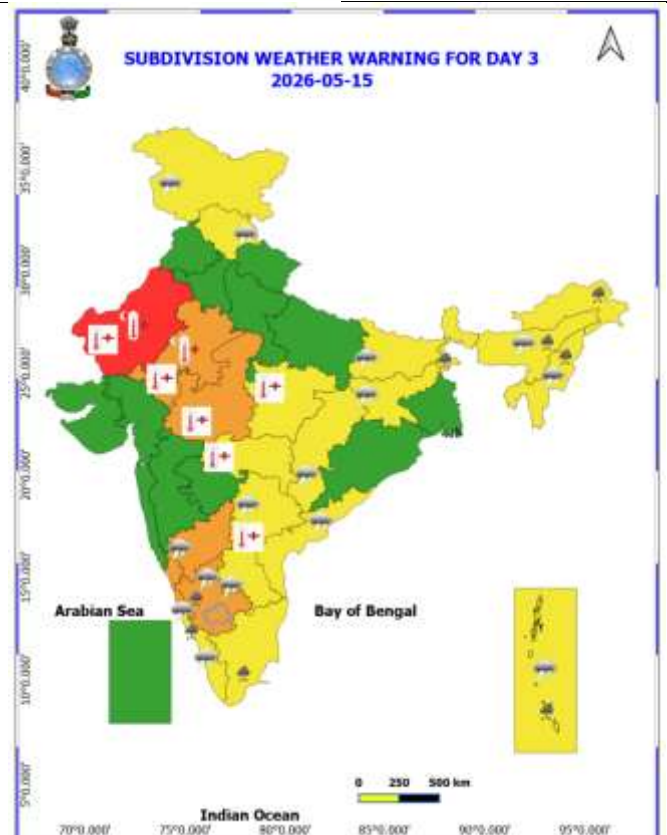 SUBDIVISION WEATHER WARNING FOR DAY 3
2026-05-15
40°0.000'
35°0.000'
30°0.000'
25°0.000'
20°0.000'
15°0.000'
10°0.000'
5°0.000'
Arabian Sea
Bay of Bengal
0 250 500 km
Indian Ocean
70°0.000' 75°0.000' 80°0.000' 85°0.000' 90°0.000' 95°0.000'